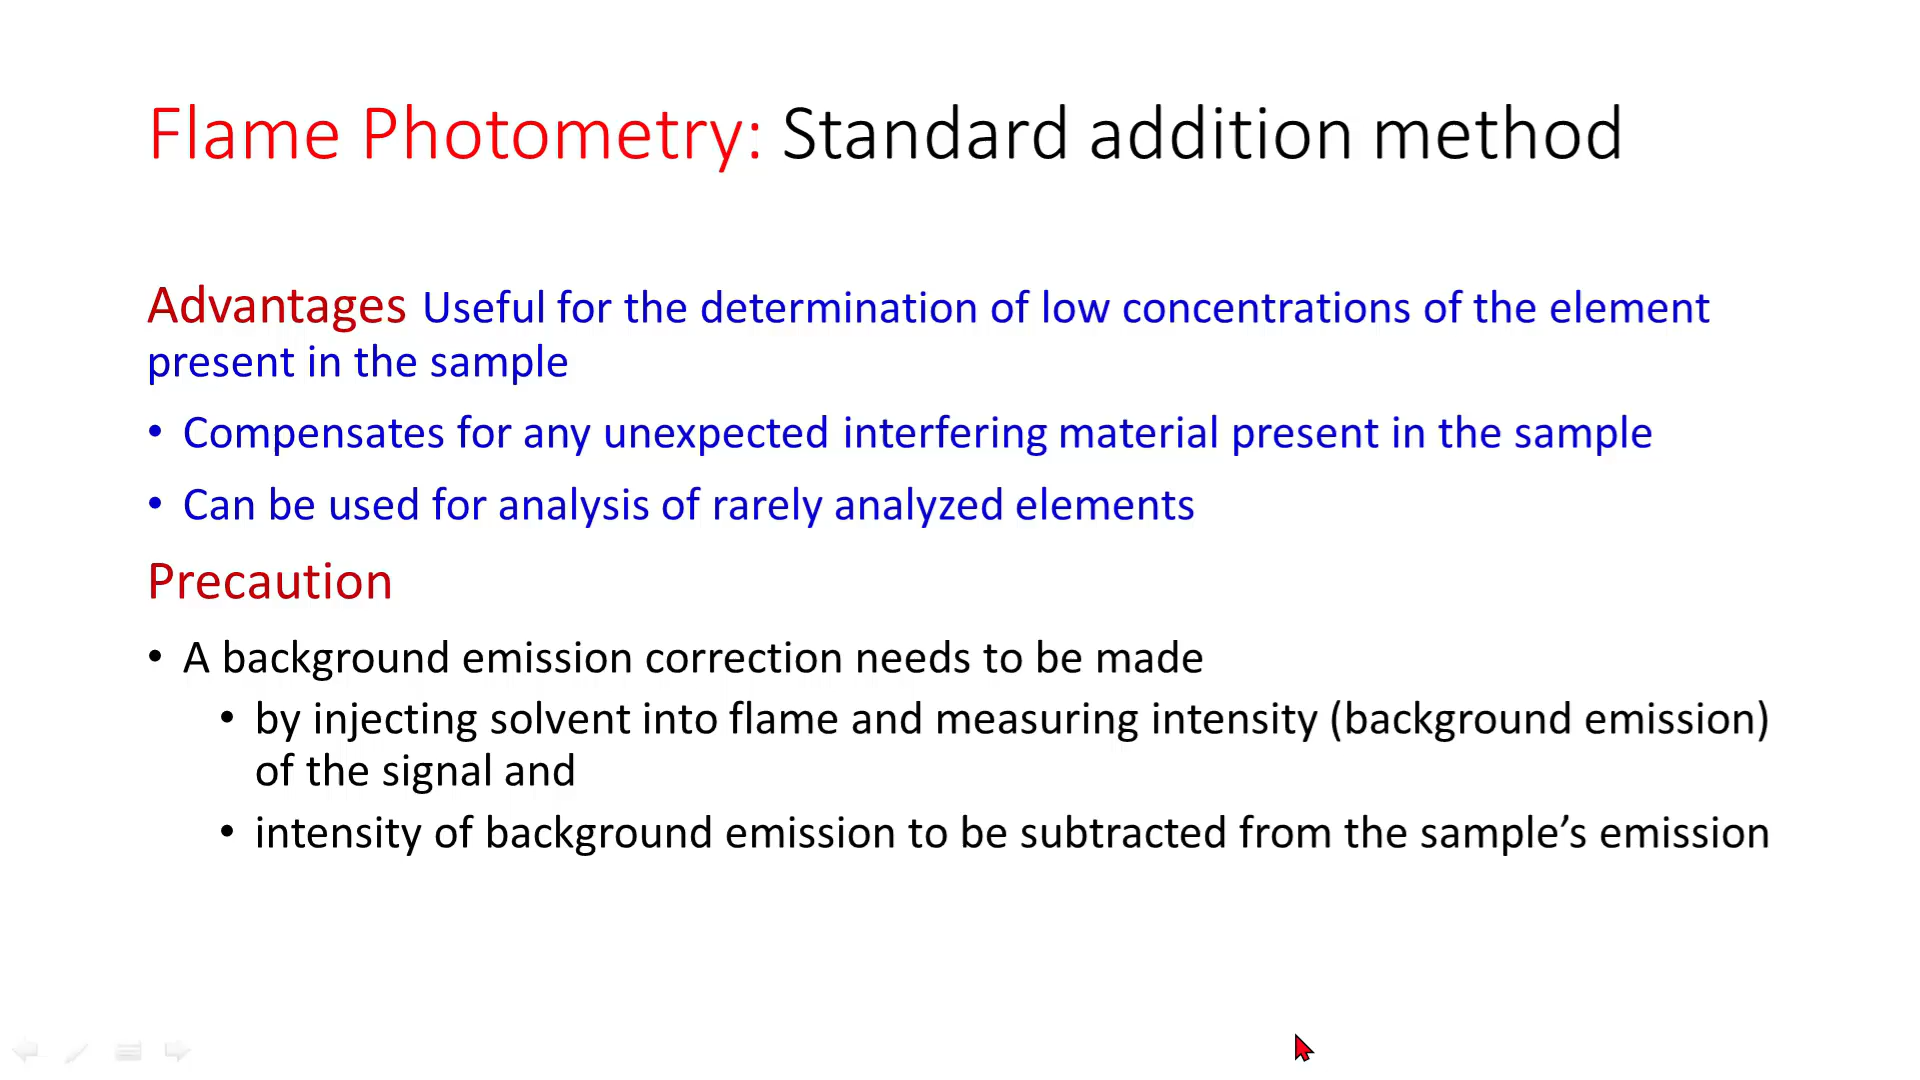 Flame Photometry: Standard addition method
Advantages Useful for the determination of low concentrations of the element
present in the sample
• Compensates for any unexpected interfering material present in the sample
• Can be used for analysis of rarely analyzed elements
Precaution
• A background emission correction needs to be made
• by injecting solvent into flame and measuring intensity (background emission)
of the signal and
• intensity of background emission to be subtracted from the sample’s emission